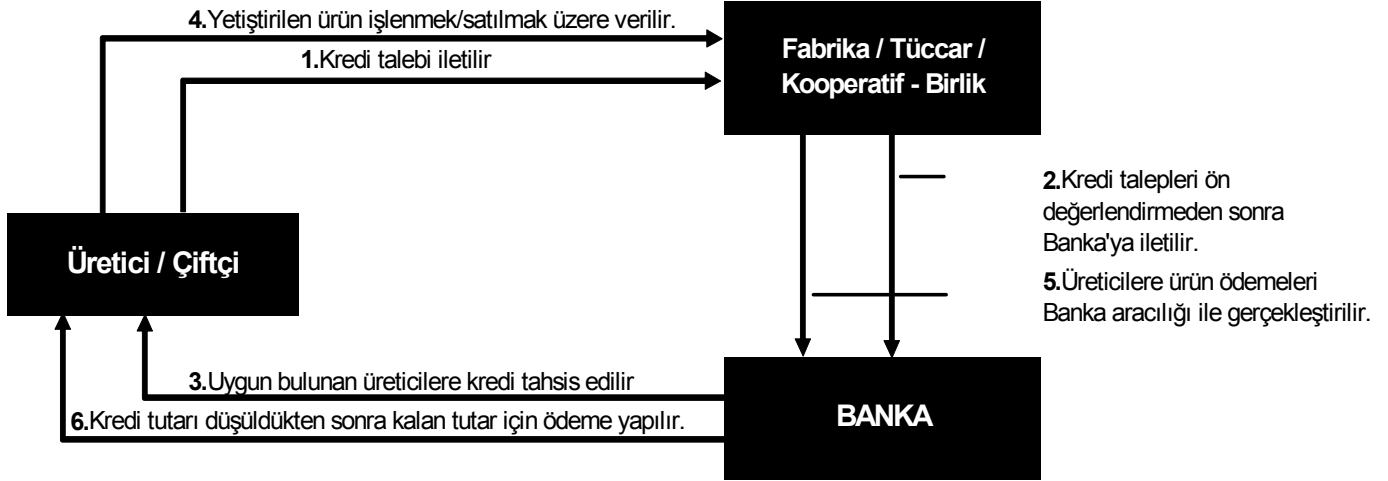 4.Yetiştirilen ürün işlenmek/satılmak üzere verilir.
1.Kredi talebi iletilir
Fabrika / Tüccar /
Kooperatif - Birlik
2.Kredi talepleri ön
değerlendirmeden sonra
Banka'ya iletilir.
5.Üreticilere ürün ödemeleri
Banka aracılığı ile gerçekleştirilir.
Üretici / Çiftçi
3.Uygun bulunan üreticilere kredi tahsis edilir
6.Kredi tutarı düşüldükten sonra kalan tutar için ödeme yapılır.
BANKA